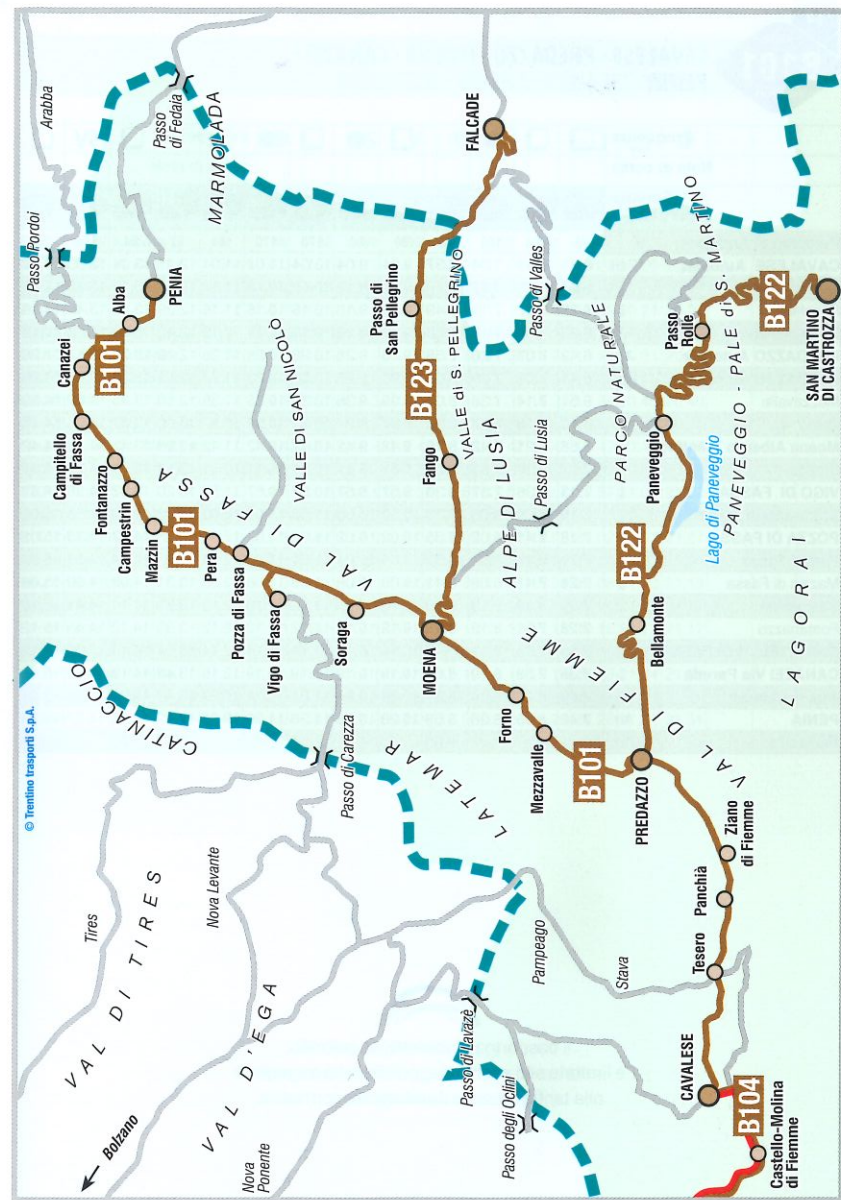 © Trentino trasporti S.p.A.
Arabba
Passo
di Fedaia
MARMOLADA
Passo Pordoi
PENIA
Alba
Canazei
B101
Campitello
di Fassa
Fontanazzo
Campestrin
Mazzin
B101
Pera
Pozza di Fassa
Vigo di Fassa
Soraga
VAL DI FASSA
VALLE DI SAN NICOLO
CATINACCIO
Passo di Carezza
LATEMAR
VAL DI TIRES
Tires
Nova Levante
VAL D'EGA
Bolzano
Nova
Ponente
FALCADE
Passo di
San Pellegrino
B123
VALLE di S. PELLEGRINO
Fango
MOENA
ALPE DI LUSIA
Passo di Lusia
Passo di Valles
PARCO NATURALE
PANEVEGGIO - PALE di S. MARTINO
Passo
Rolle
B122
SAN MARTINO
DI CASTROZZA
Paneveggio
Lago di Paneveggio
B122
Bellamonte
LAGORAI
VAL DI FIEMME
Forno
Mezzavalle
B101
PREDAZZO
Ziano
di Fiemme
Panchià
Tesero
Stava
Pampeago
Passo di Lavazè
Passo degli Oclini
CAVALESE
B104
Castello-Molina
di Fiemme